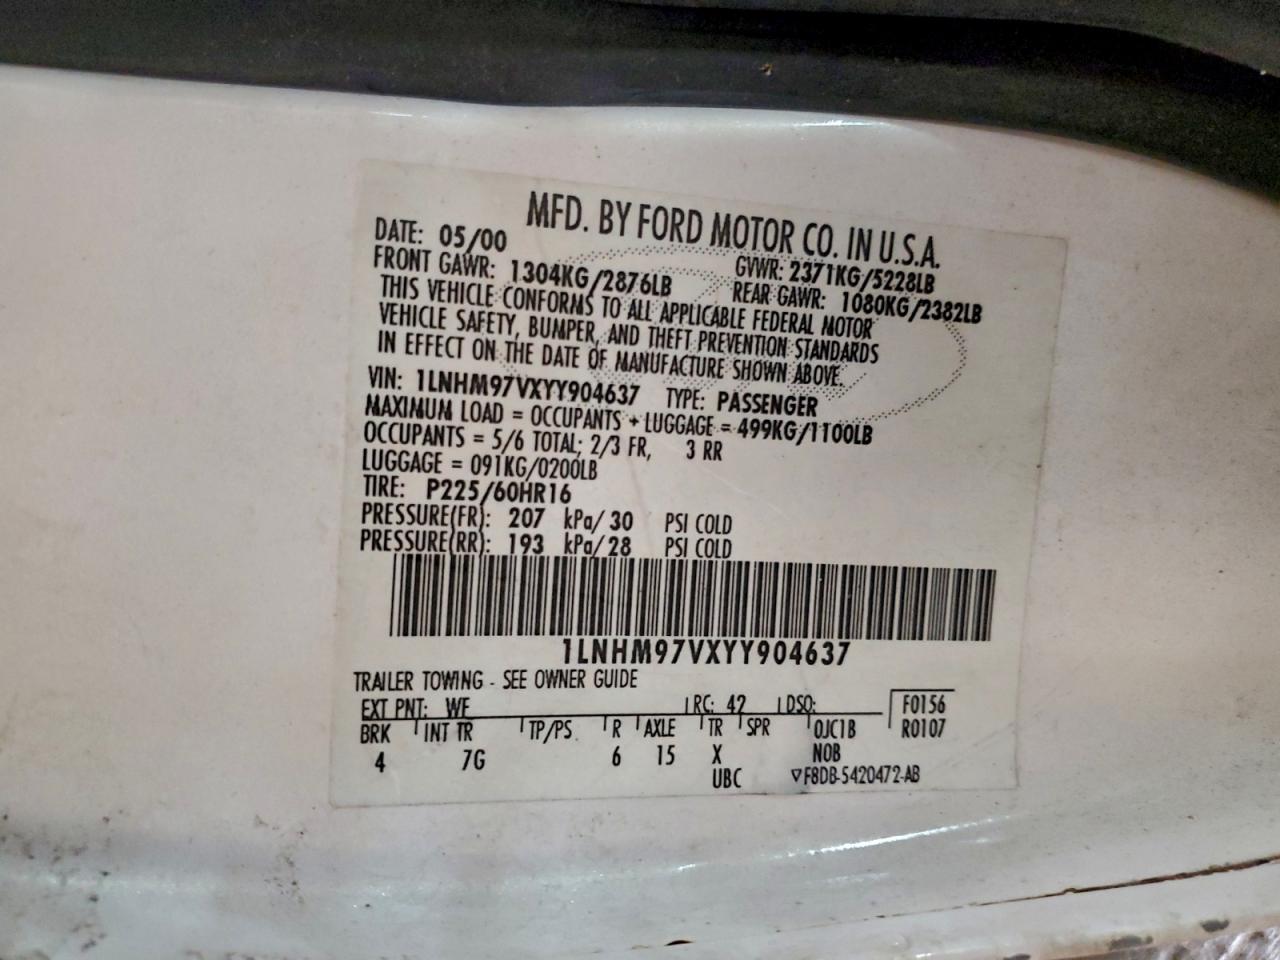 MFD. BY FORD MOTOR CO. IN U.S.A.
DATE: 05/00 GVWR: 2371KG/5228LB
FRONT GAWR: 1304KG/2876LB REAR GAWR: 1080KG/2382LB
THIS VEHICLE CONFORMS TO ALL APPLICABLE FEDERAL MOTOR
VEHICLE SAFETY, BUMPER, AND THEFT PREVENTION STANDARDS
IN EFFECT ON THE DATE OF MANUFACTURE SHOWN ABOVE.
VIN: 1LNHM97VXYY904637 TYPE: PASSENGER
MAXIMUM LOAD = OCCUPANTS + LUGGAGE = 499KG/1100LB
OCCUPANTS = 5/6 TOTAL; 2/3 FR, 3 RR
LUGGAGE = 091KG/0200LB
TIRE: P225/60HR16
PRESSURE(FR): 207 kPa/ 30 PSI COLD
PRESSURE(RR): 193 kPa/ 28 PSI COLD
1LNHM97VXYY904637
TRAILER TOWING - SEE OWNER GUIDE
EXT PNT: WF RC: 42 DSO: F0156
BRK INT TR TP/PS R AXLE TR SPR OJC1B R0107
4 7G 6 15 X NOB
UBC ▽F8DB-5420472-AB